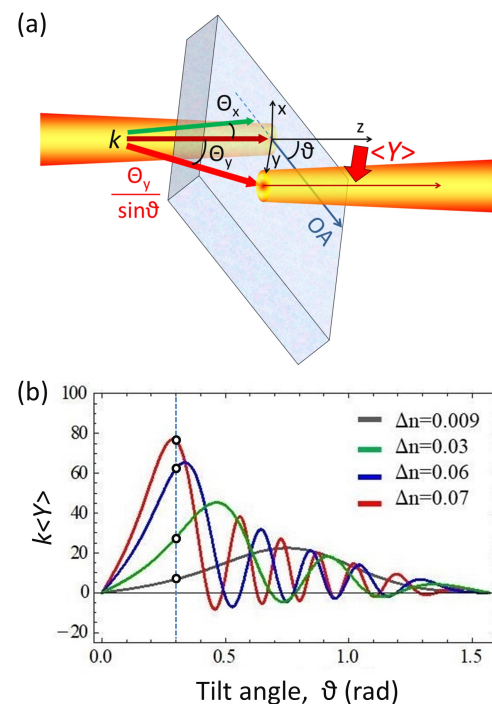 (a)
Θx
x
z
k
Θy
y
ϑ
<Y>
Θy
sinϑ
OA
(b)
100
80
60
40
20
0
−20
k<Y>
Δn=0.009
Δn=0.03
Δn=0.06
Δn=0.07
0.0 0.5 1.0 1.5
Tilt angle, ϑ (rad)